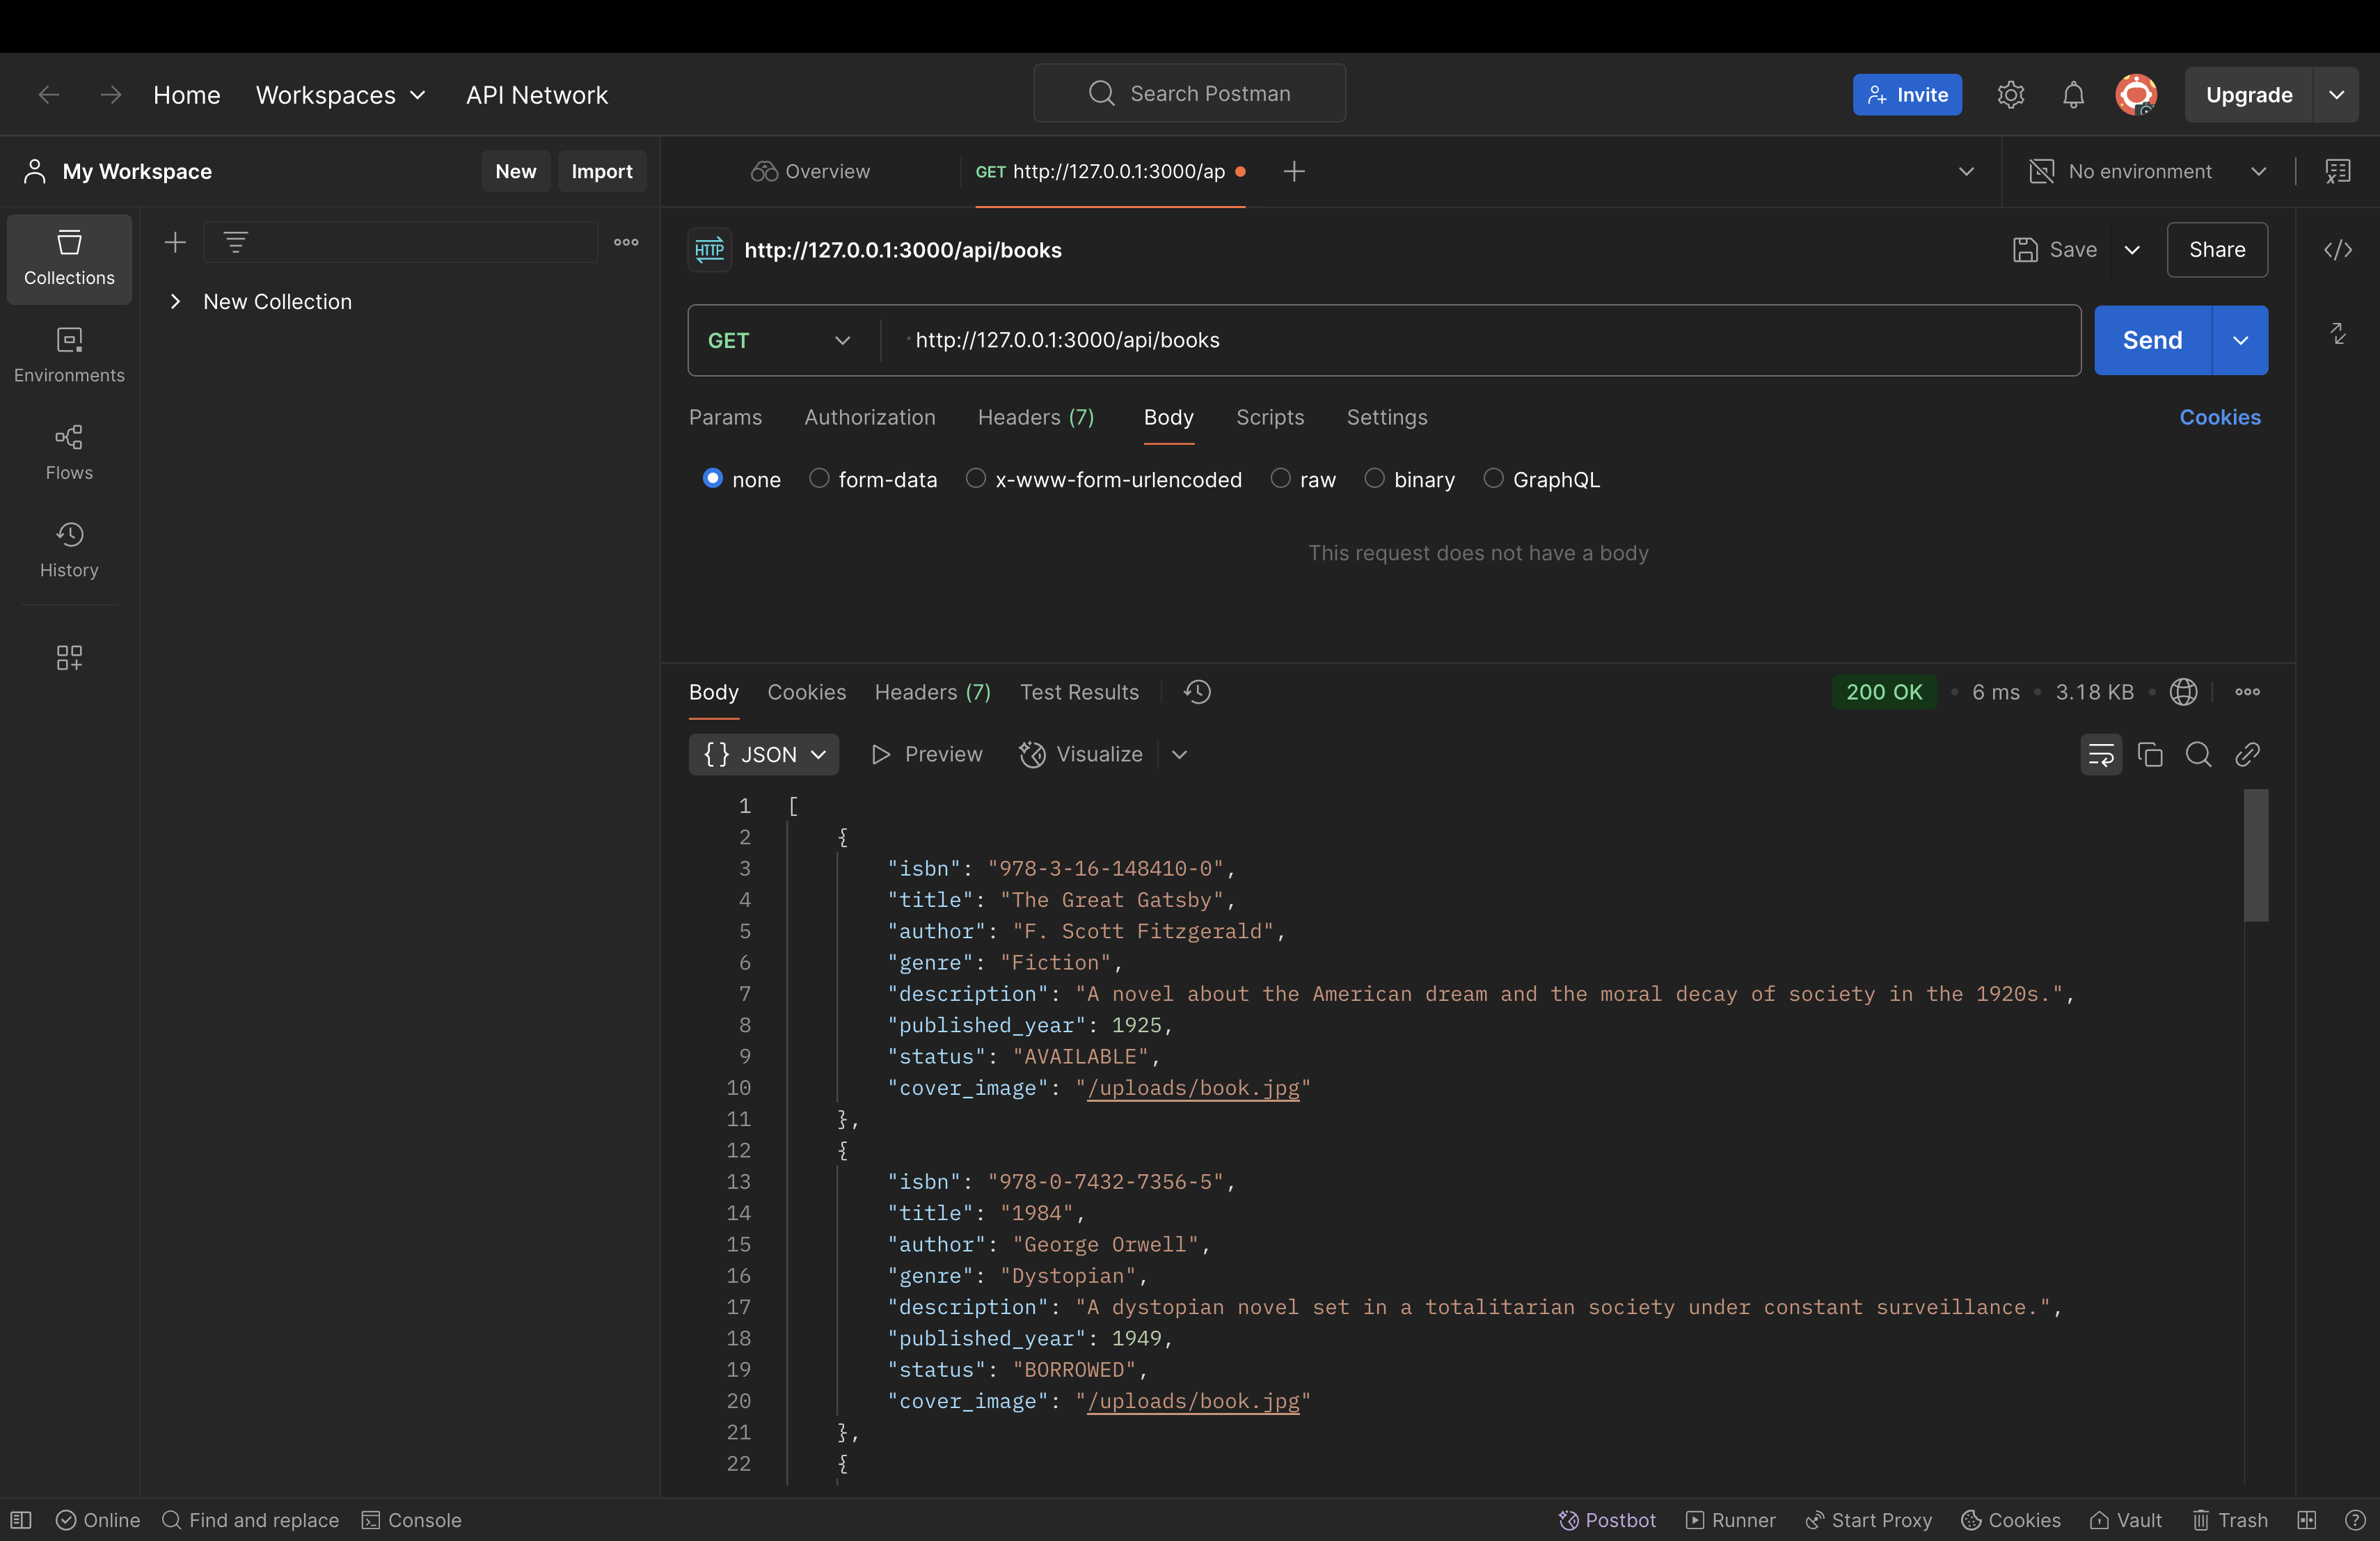 Home Workspaces API Network Search Postman Invite Upgrade
My Workspace New Import Overview GET http://127.0.0.1:3000/ap No environment
Collections
Environments
Flows
History
New Collection
HTTP http://127.0.0.1:3000/api/books Save Share
GET http://127.0.0.1:3000/api/books Send
Params Authorization Headers (7) Body Scripts Settings Cookies
none form-data x-www-form-urlencoded raw binary GraphQL
This request does not have a body
Body Cookies Headers (7) Test Results 200 OK • 6 ms • 3.18 KB •
{} JSON Preview Visualize
1 [
2 {
3 "isbn": "978-3-16-148410-0",
4 "title": "The Great Gatsby",
5 "author": "F. Scott Fitzgerald",
6 "genre": "Fiction",
7 "description": "A novel about the American dream and the moral decay of society in the 1920s.",
8 "published_year": 1925,
9 "status": "AVAILABLE",
10 "cover_image": "/uploads/book.jpg"
11 },
12 {
13 "isbn": "978-0-7432-7356-5",
14 "title": "1984",
15 "author": "George Orwell",
16 "genre": "Dystopian",
17 "description": "A dystopian novel set in a totalitarian society under constant surveillance.",
18 "published_year": 1949,
19 "status": "BORROWED",
20 "cover_image": "/uploads/book.jpg"
21 },
22 {
Online Find and replace Console Postbot Runner Start Proxy Cookies Vault Trash